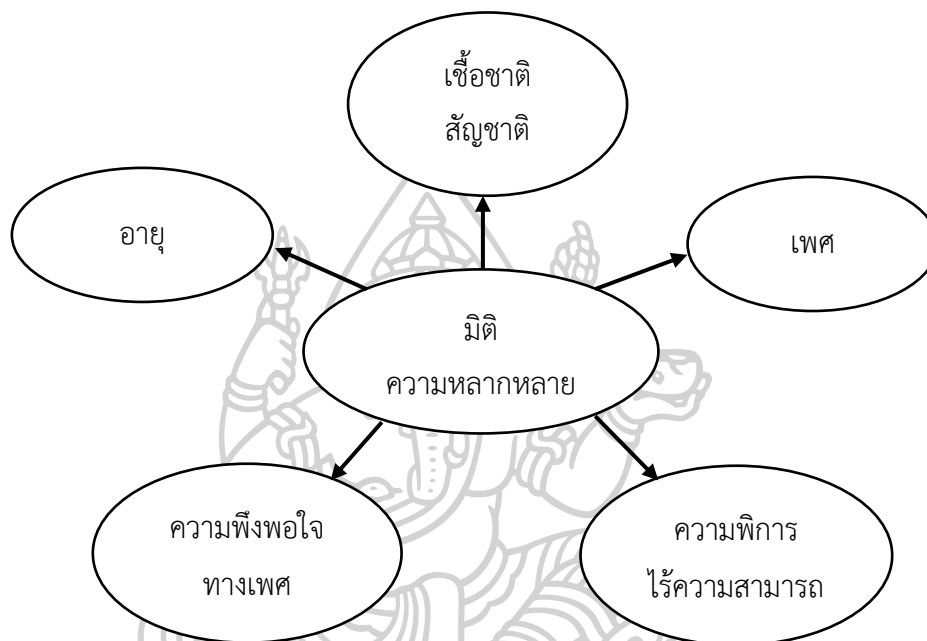 เชื้อชาติ
สัญชาติ
อายุ
เพศ
มิติ
ความหลากหลาย
ความพึงพอใจ
ทางเพศ
ความพิการ
ไร้ความสามารถ